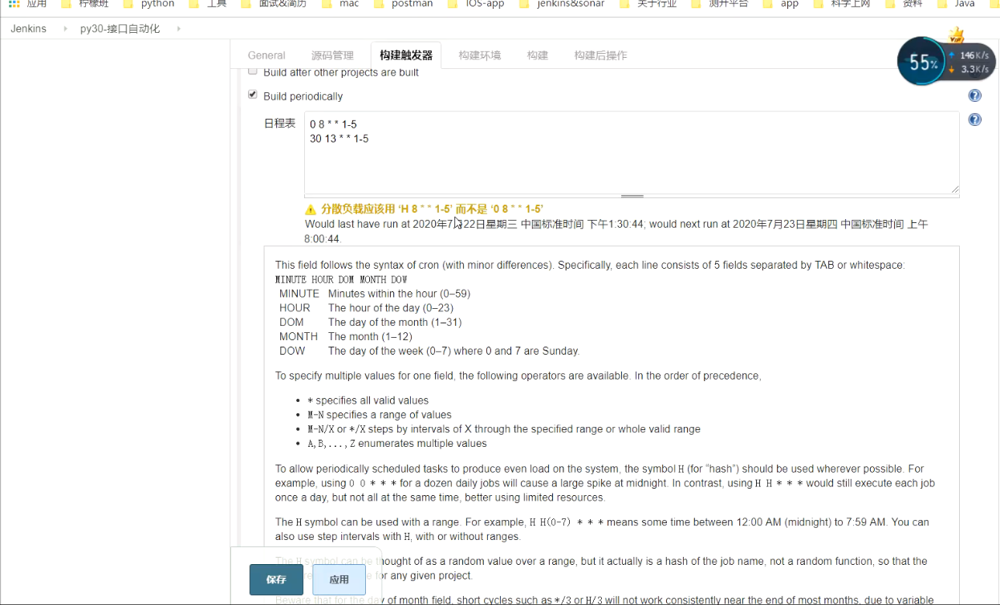 应用 柠檬班 python 工具 面试&简历 mac postman IOS-app jenkins&sonar 关于行业 测开平台 app 科学上网 资料 Java
Jenkins py30-接口自动化
General 源码管理 构建触发器 构建环境 构建 构建后操作
55% 146K/s
3.3K/s
Build after other projects are built
Build periodically
日程表 0 8 * * 1-5
30 13 * * 1-5
分散负载应该用 ‘H 8 * * 1-5’ 而不是 ‘0 8 * * 1-5’
Would last have run at 2020年7月22日星期三 中国标准时间 下午1:30:44; would next run at 2020年7月23日星期四 中国标准时间 上午
8:00:44.
This field follows the syntax of cron (with minor differences). Specifically, each line consists of 5 fields separated by TAB or whitespace:
MINUTE HOUR DOM MONTH DOW
MINUTE Minutes within the hour (0–59)
HOUR The hour of the day (0–23)
DOM The day of the month (1–31)
MONTH The month (1–12)
DOW The day of the week (0–7) where 0 and 7 are Sunday.
To specify multiple values for one field, the following operators are available. In the order of precedence,
• * specifies all valid values
• M-N specifies a range of values
• M-N/X or */X steps by intervals of X through the specified range or whole valid range
• A,B,...,Z enumerates multiple values
To allow periodically scheduled tasks to produce even load on the system, the symbol H (for “hash”) should be used wherever possible. For
example, using 0 0 * * * for a dozen daily jobs will cause a large spike at midnight. In contrast, using H H * * * would still execute each job
once a day, but not all at the same time, better using limited resources.
The H symbol can be used with a range. For example, H H(0-7) * * * means some time between 12:00 AM (midnight) to 7:59 AM. You can
also use step intervals with H, with or without ranges.
The H symbol can be thought of as a random value over a range, but it actually is a hash of the job name, not a random function, so that the
for any given project.
保存 应用
Beware that for the day of month field, short cycles such as */3 or H/3 will not work consistently near the end of most months, due to variable